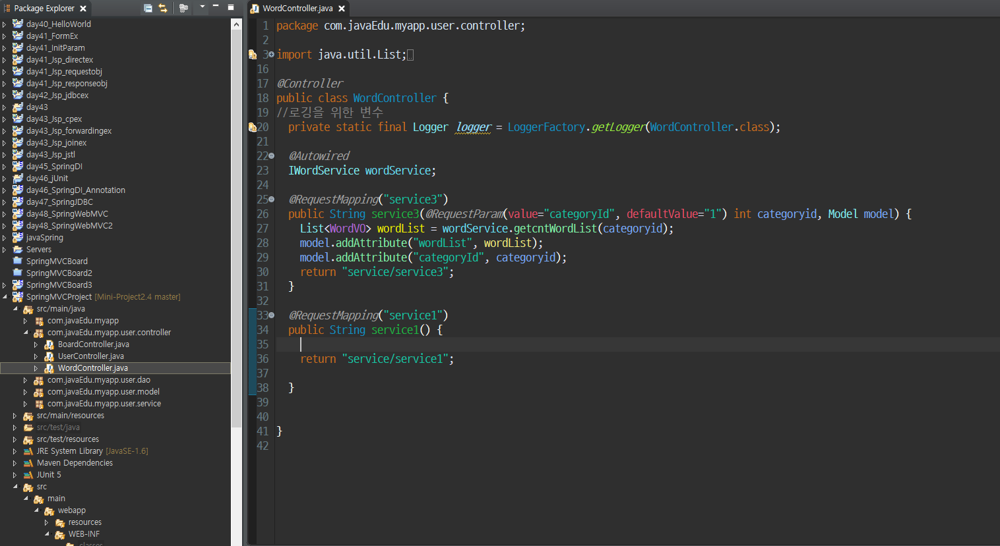 Package Explorer
day40_HelloWorld
day41_FormEx
day41_InitParam
day41_Jsp_directex
day41_Jsp_requestobj
day41_Jsp_responseobj
day42_Jsp_jdbcex
day43
day43_Jsp_cpex
day43_Jsp_forwardingex
day43_Jsp_joinex
day43_Jsp_jstl
day45_SpringDI
day46_jUnit
day46_SpringDI_Annotation
day47_SpringJDBC
day48_SpringWebMVC
day48_SpringWebMVC2
javaSpring
Servers
SpringMVCBoard
SpringMVCBoard2
SpringMVCBoard3
SpringMVCProject [Mini-Project2.4 master]
src/main/java
com.javaEdu.myapp
com.javaEdu.myapp.user.controller
BoardController.java
UserController.java
WordController.java
com.javaEdu.myapp.user.dao
com.javaEdu.myapp.user.model
com.javaEdu.myapp.user.service
src/main/resources
src/test/java
src/test/resources
JRE System Library [JavaSE-1.6]
Maven Dependencies
JUnit 5
src
main
webapp
resources
WEB-INF
classes
WordController.java
1 package com.javaEdu.myapp.user.controller;
2
3 import java.util.List;
16
17 @Controller
18 public class WordController {
19 //로깅을 위한 변수
20 private static final Logger logger = LoggerFactory.getLogger(WordController.class);
21
22 @Autowired
23 IWordService wordService;
24
25 @RequestMapping("service3")
26 public String service3(@RequestParam(value="categoryId", defaultValue="1") int categoryid, Model model) {
27 List<WordVO> wordList = wordService.getcntWordList(categoryid);
28 model.addAttribute("wordList", wordList);
29 model.addAttribute("categoryId", categoryid);
30 return "service/service3";
31 }
32
33 @RequestMapping("service1")
34 public String service1() {
35
36 return "service/service1";
37
38 }
39
40
41 }
42